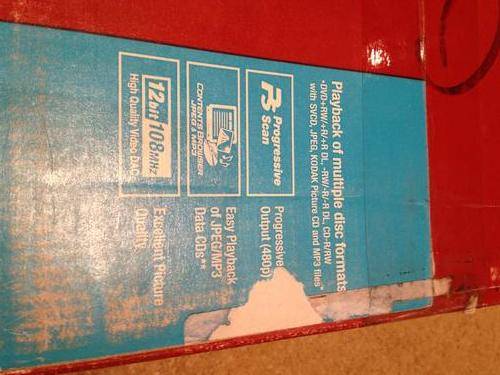 Playback of multiple disc formats
•DVD+RW/+R/+R DL, -RW/-R/-R DL, CD-R/RW
with SVCD, JPEG, KODAK Picture CD and MP3 files*
PS Progressive
Scan
Progressive
Output (480p)
CONTENTS BROWSER
JPEG & MP3
Easy Playback
of JPEG/MP3
Data CDs**
12bit 108MHz
High Quality Video DAC
Excellent Picture
Quality